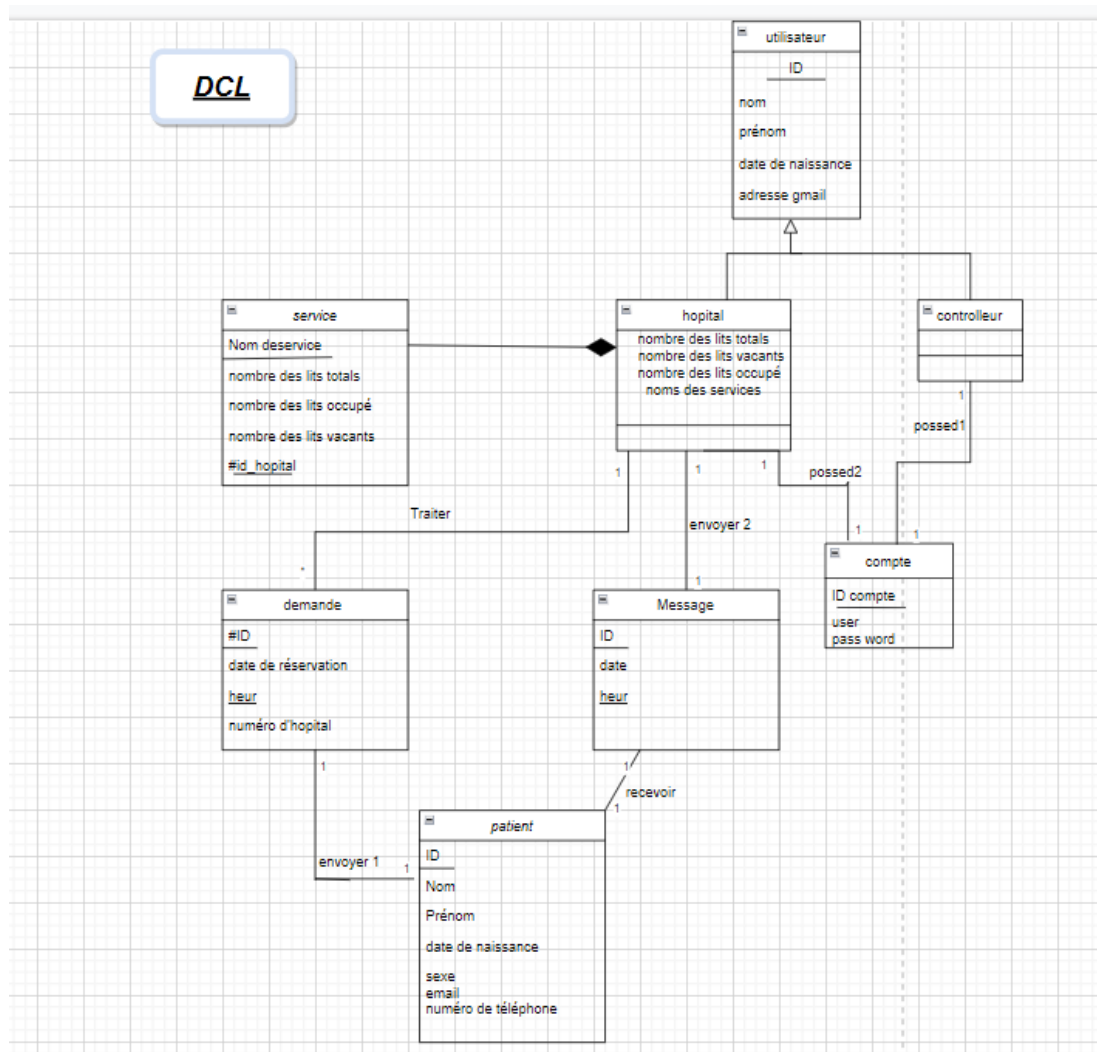 DCL
utilisateur
ID
nom
prénom
date de naissance
adresse gmail
service
Nom deservice
nombre des lits totals
nombre des lits occupé
nombre des lits vacants
#id_hopital
hopital
nombre des lits totals
nombre des lits vacants
nombre des lits occupé
noms des services
controlleur
1
possed1
1
1
1
1
possed2
envoyer 2
Traiter
1
1
*
compte
ID compte
user
pass word
demande
#ID
date de réservation
heur
numéro d'hopital
Message
ID
date
heur
1
1
recevoir
1
envoyer 1
1
patient
ID
Nom
Prénom
date de naissance
sexe
email
numéro de téléphone